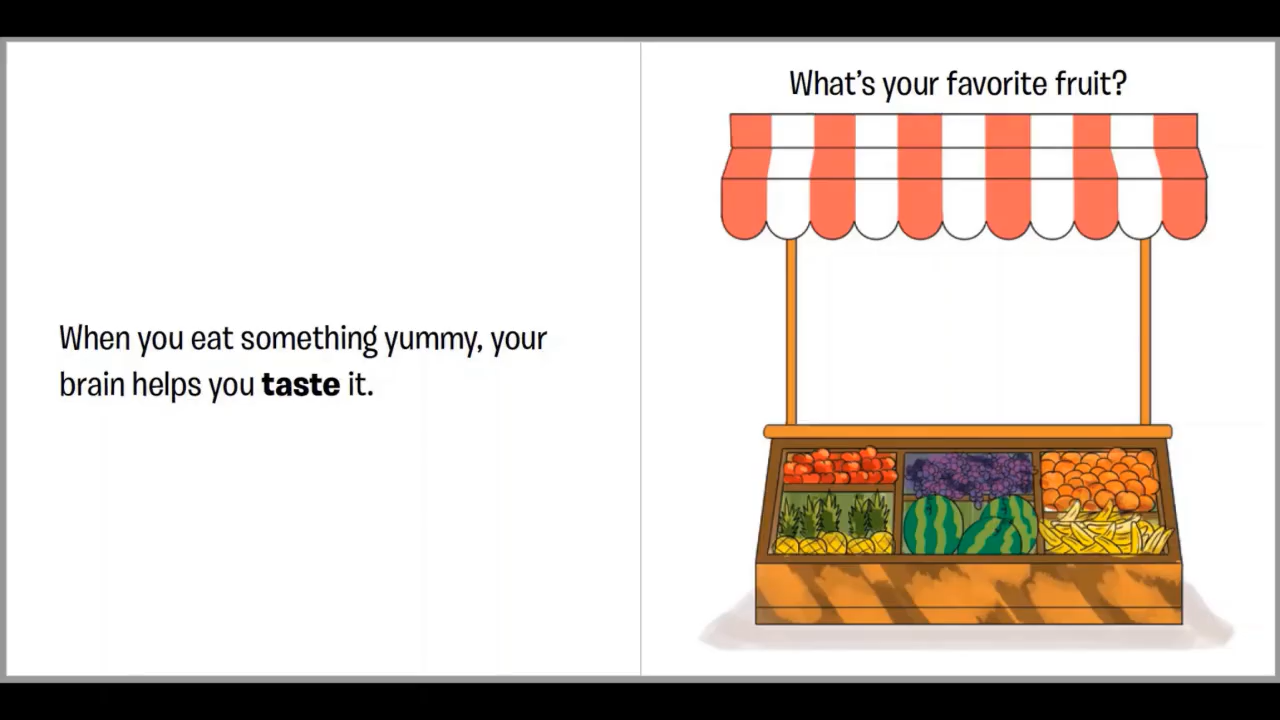 When you eat something yummy, your
brain helps you taste it.
What's your favorite fruit?